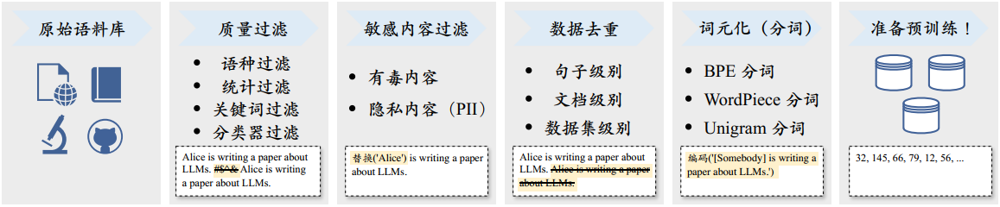 原始语料库
质量过滤
语种过滤
统计过滤
关键词过滤
分类器过滤
Alice is writing a paper about
LLMs. #$^& Alice is writing
a paper about LLMs.
敏感内容过滤
有毒内容
隐私内容（PII）
替换('Alice') is writing a paper
about LLMs.
数据去重
句子级别
文档级别
数据集级别
Alice is writing a paper about
LLMs. Alice is writing a paper
about LLMs.
词元化（分词）
BPE 分词
WordPiece 分词
Unigram 分词
编码('[Somebody] is writing a
paper about LLMs.')
准备预训练！
32, 145, 66, 79, 12, 56, ...